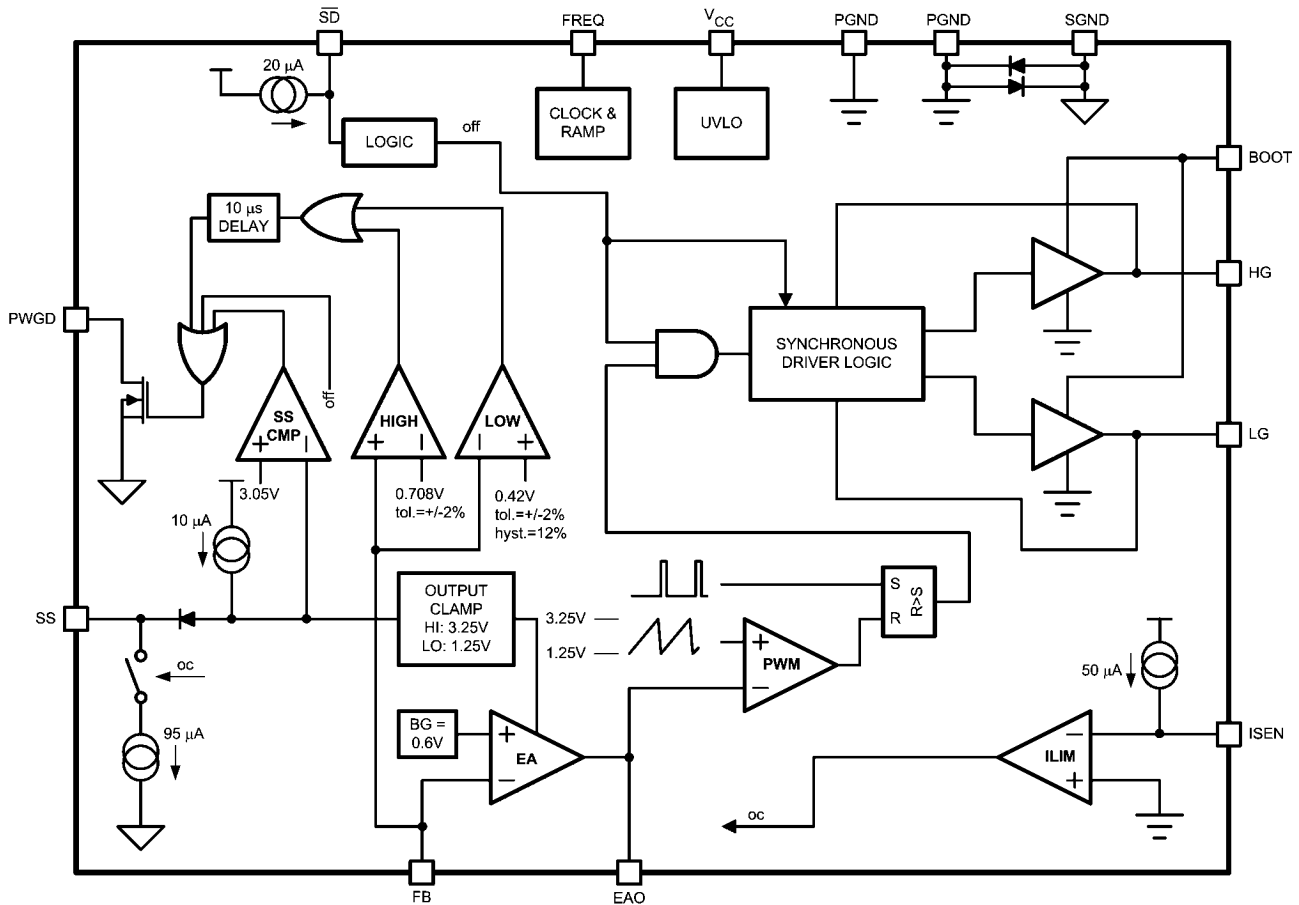 SD
FREQ
VCC
PGND
PGND
SGND
20 μA
LOGIC
off
CLOCK &
RAMP
UVLO
BOOT
10 μs
DELAY
HG
PWGD
SYNCHRONOUS
DRIVER LOGIC
off
SS
CMP
+
–
HIGH
+
–
LOW
–
+
LG
3.05V
0.708V
tol.=+/-2%
0.42V
tol.=+/-2%
hyst.=12%
10 μA
OUTPUT
CLAMP
HI: 3.25V
LO: 1.25V
S
R
R>S
SS
3.25V
1.25V
+
–
PWM
oc
50 μA
95 μA
BG =
0.6V
+
–
EA
ILIM
–
+
ISEN
oc
FB
EAO